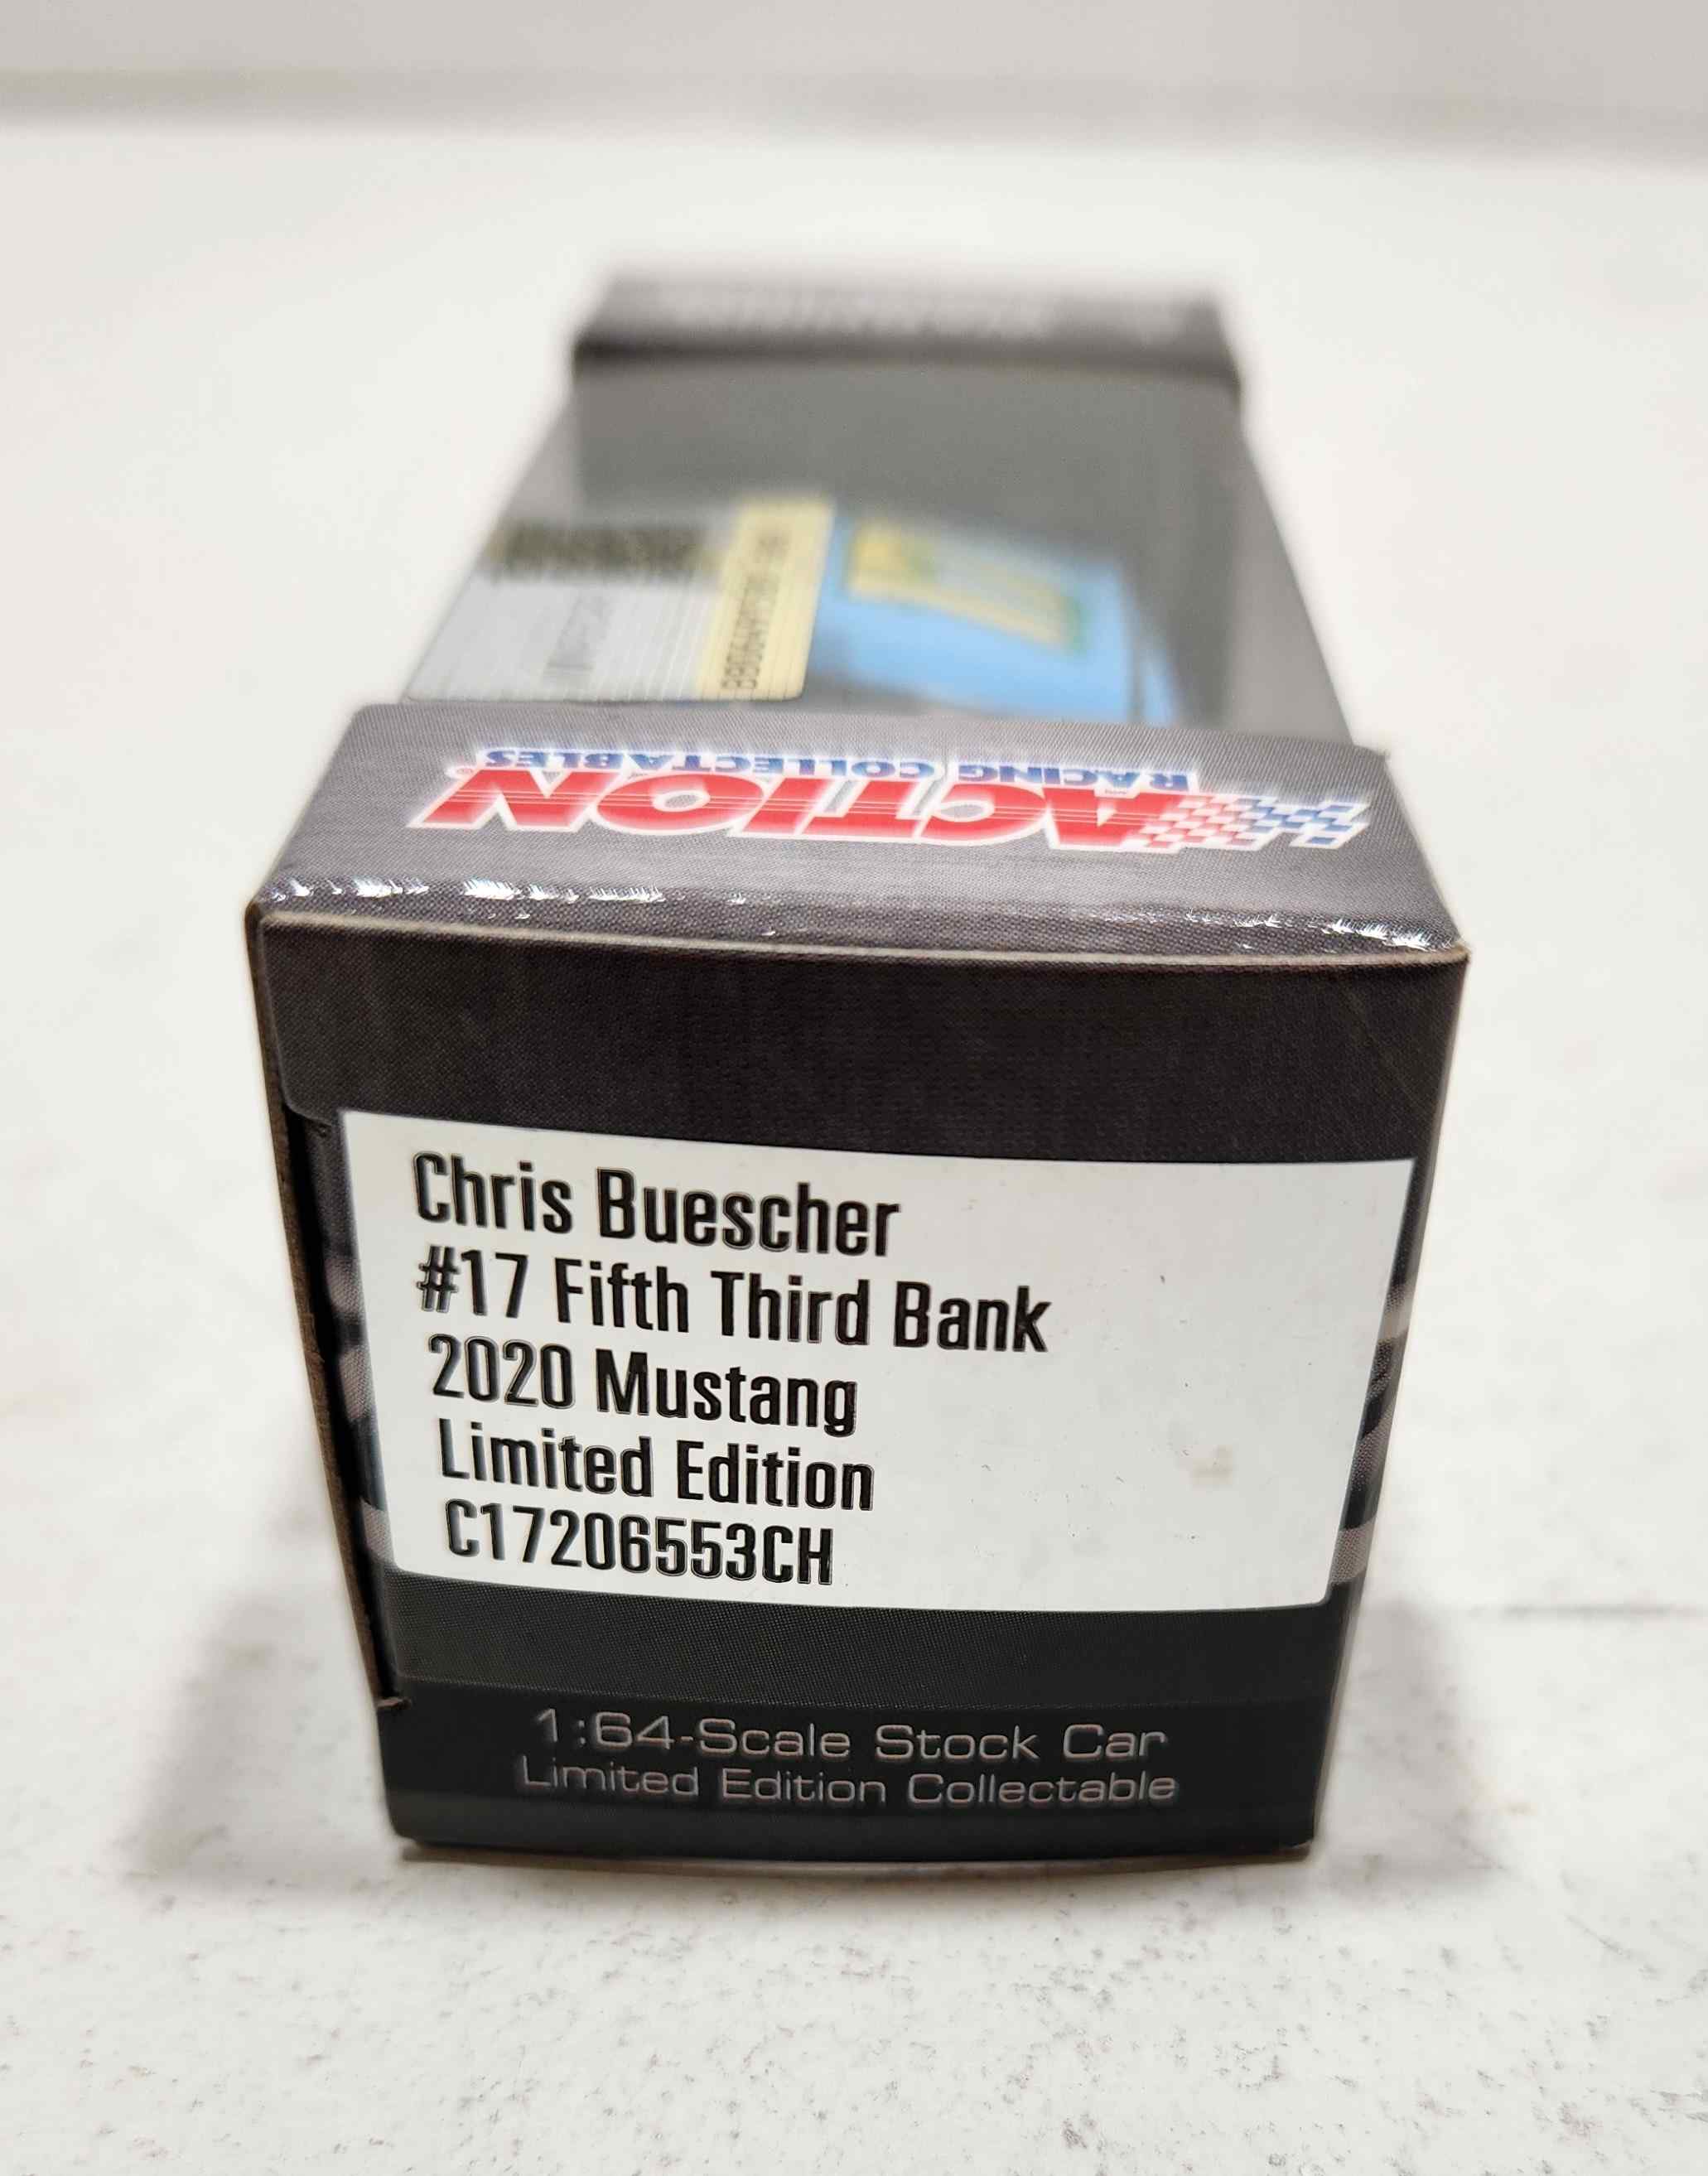 ACTION
RACING COLLECTABLES
Chris Buescher
#17 Fifth Third Bank
2020 Mustang
Limited Edition
C17206553CH
1:64-Scale Stock Car
Limited Edition Collectable